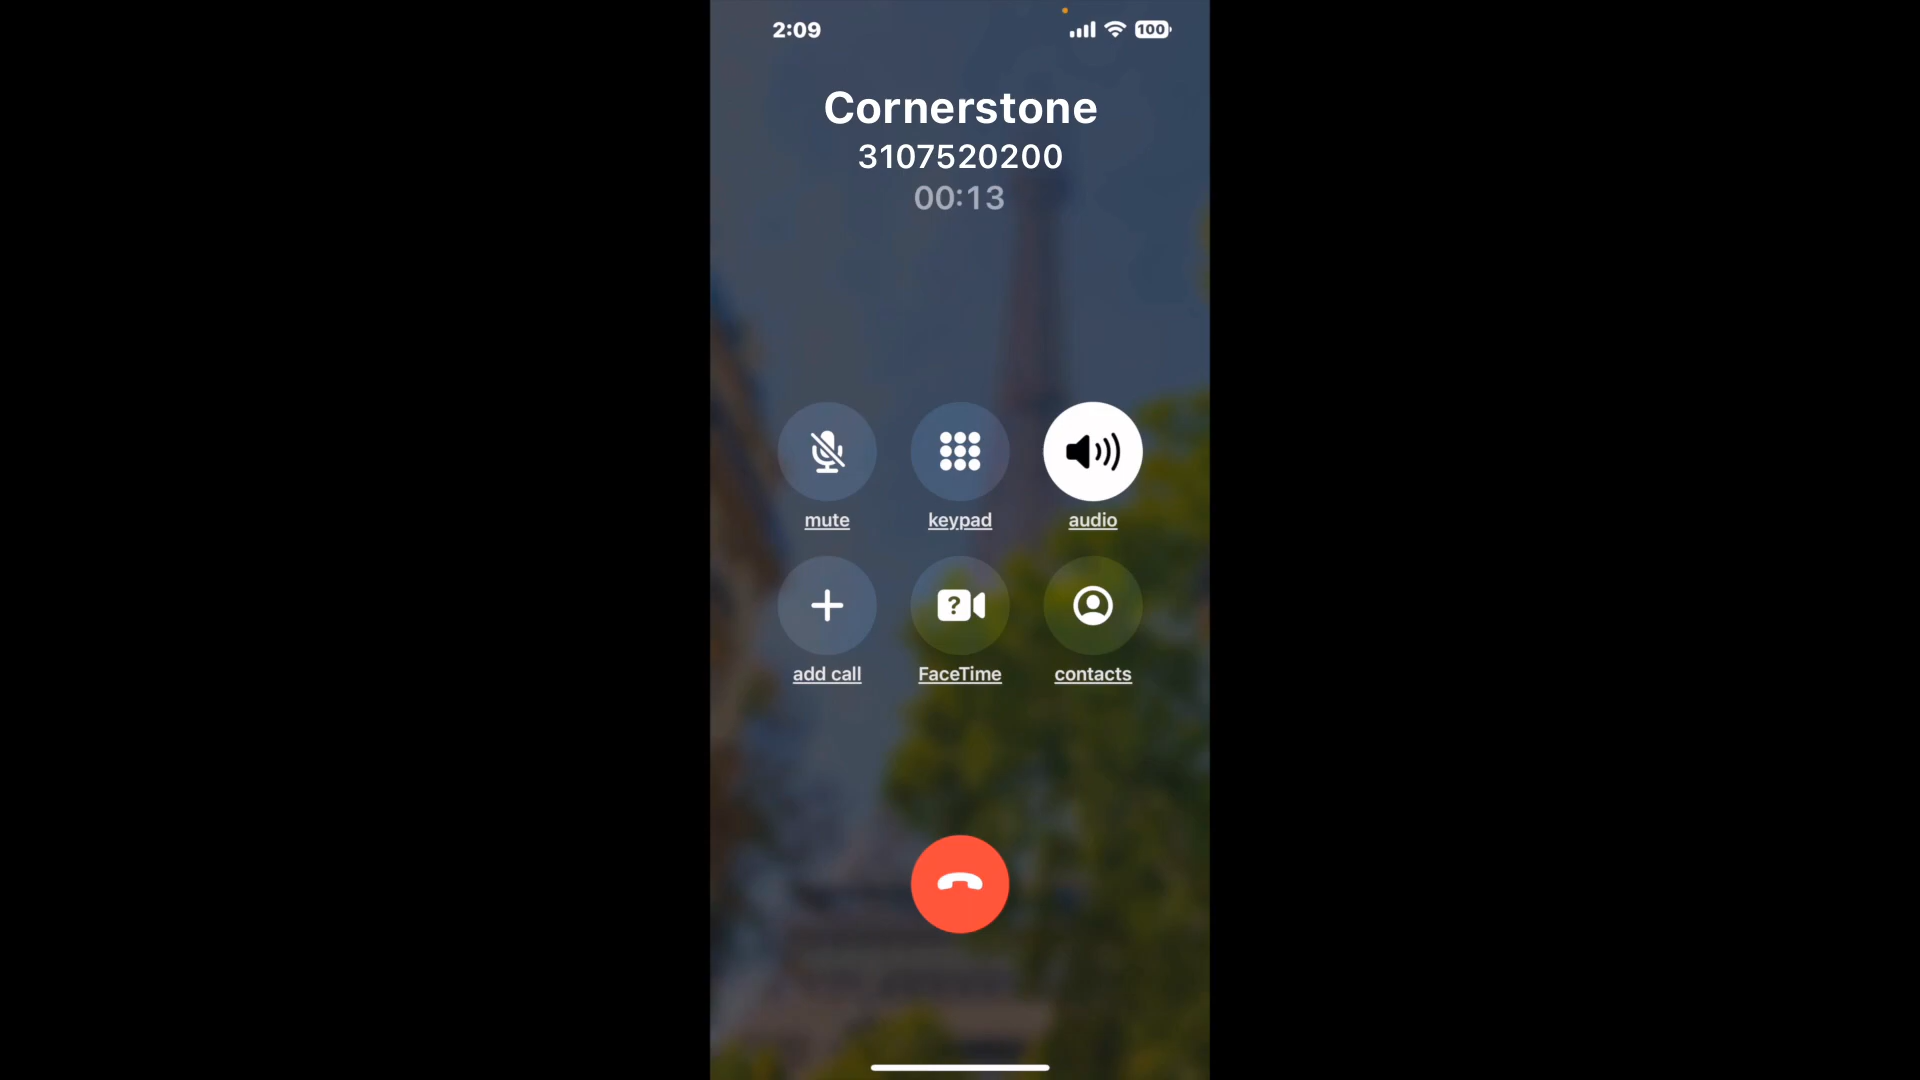 2:09
100
Cornerstone
3107520200
00:13
mute keypad audio
?
add call FaceTime contacts